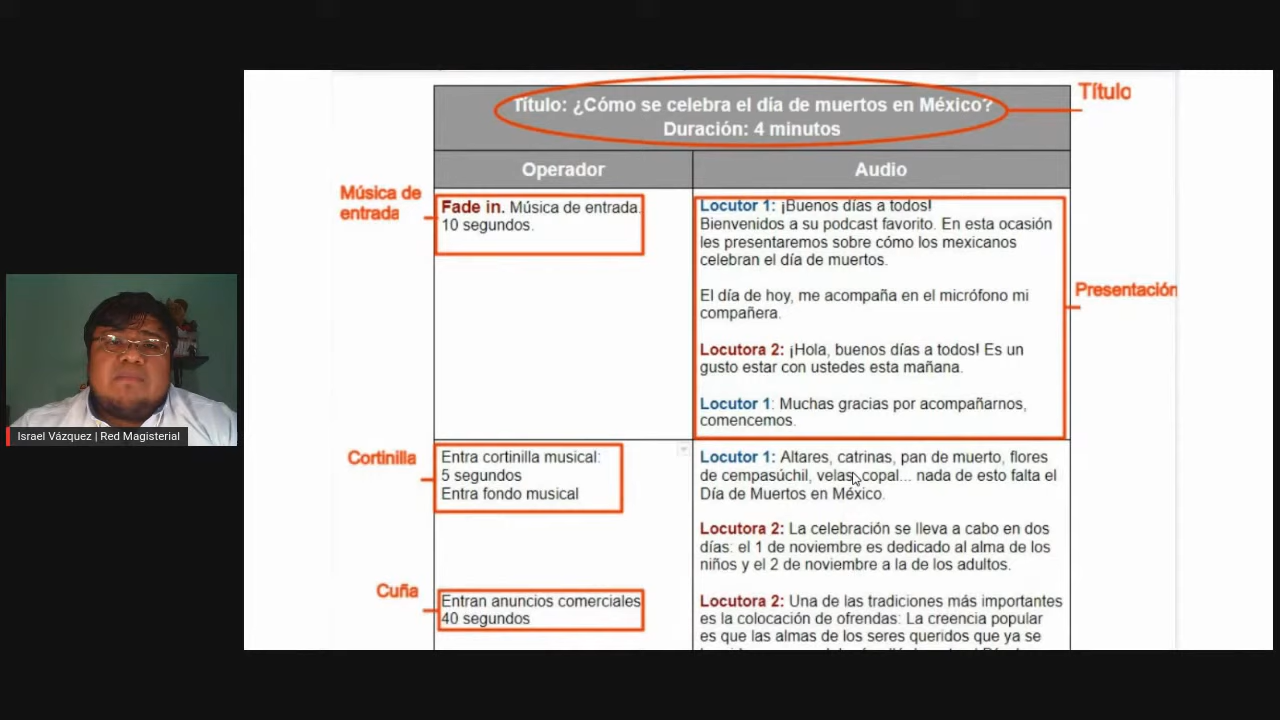 Título: ¿Cómo se celebra el día de muertos en México?
Duración: 4 minutos
Título
Operador
Audio
Música de
entrada
Fade in. Música de entrada.
10 segundos.
Locutor 1: ¡Buenos días a todos!
Bienvenidos a su podcast favorito. En esta ocasión
les presentaremos sobre cómo los mexicanos
celebran el día de muertos.
El día de hoy, me acompaña en el micrófono mi
compañera.
Locutora 2: ¡Hola, buenos días a todos! Es un
gusto estar con ustedes esta mañana.
Locutor 1: Muchas gracias por acompañarnos,
comencemos.
Presentación
Cortinilla
Entra cortinilla musical:
5 segundos
Entra fondo musical
Locutor 1: Altares, catrinas, pan de muerto, flores
de cempasúchil, velas, copal... nada de esto falta el
Día de Muertos en México.
Locutora 2: La celebración se lleva a cabo en dos
días: el 1 de noviembre es dedicado al alma de los
niños y el 2 de noviembre a la de los adultos.
Cuña
Entran anuncios comerciales
40 segundos
Locutora 2: Una de las tradiciones más importantes
es la colocación de ofrendas: La creencia popular
es que las almas de los seres queridos que ya se
Israel Vázquez | Red Magisterial